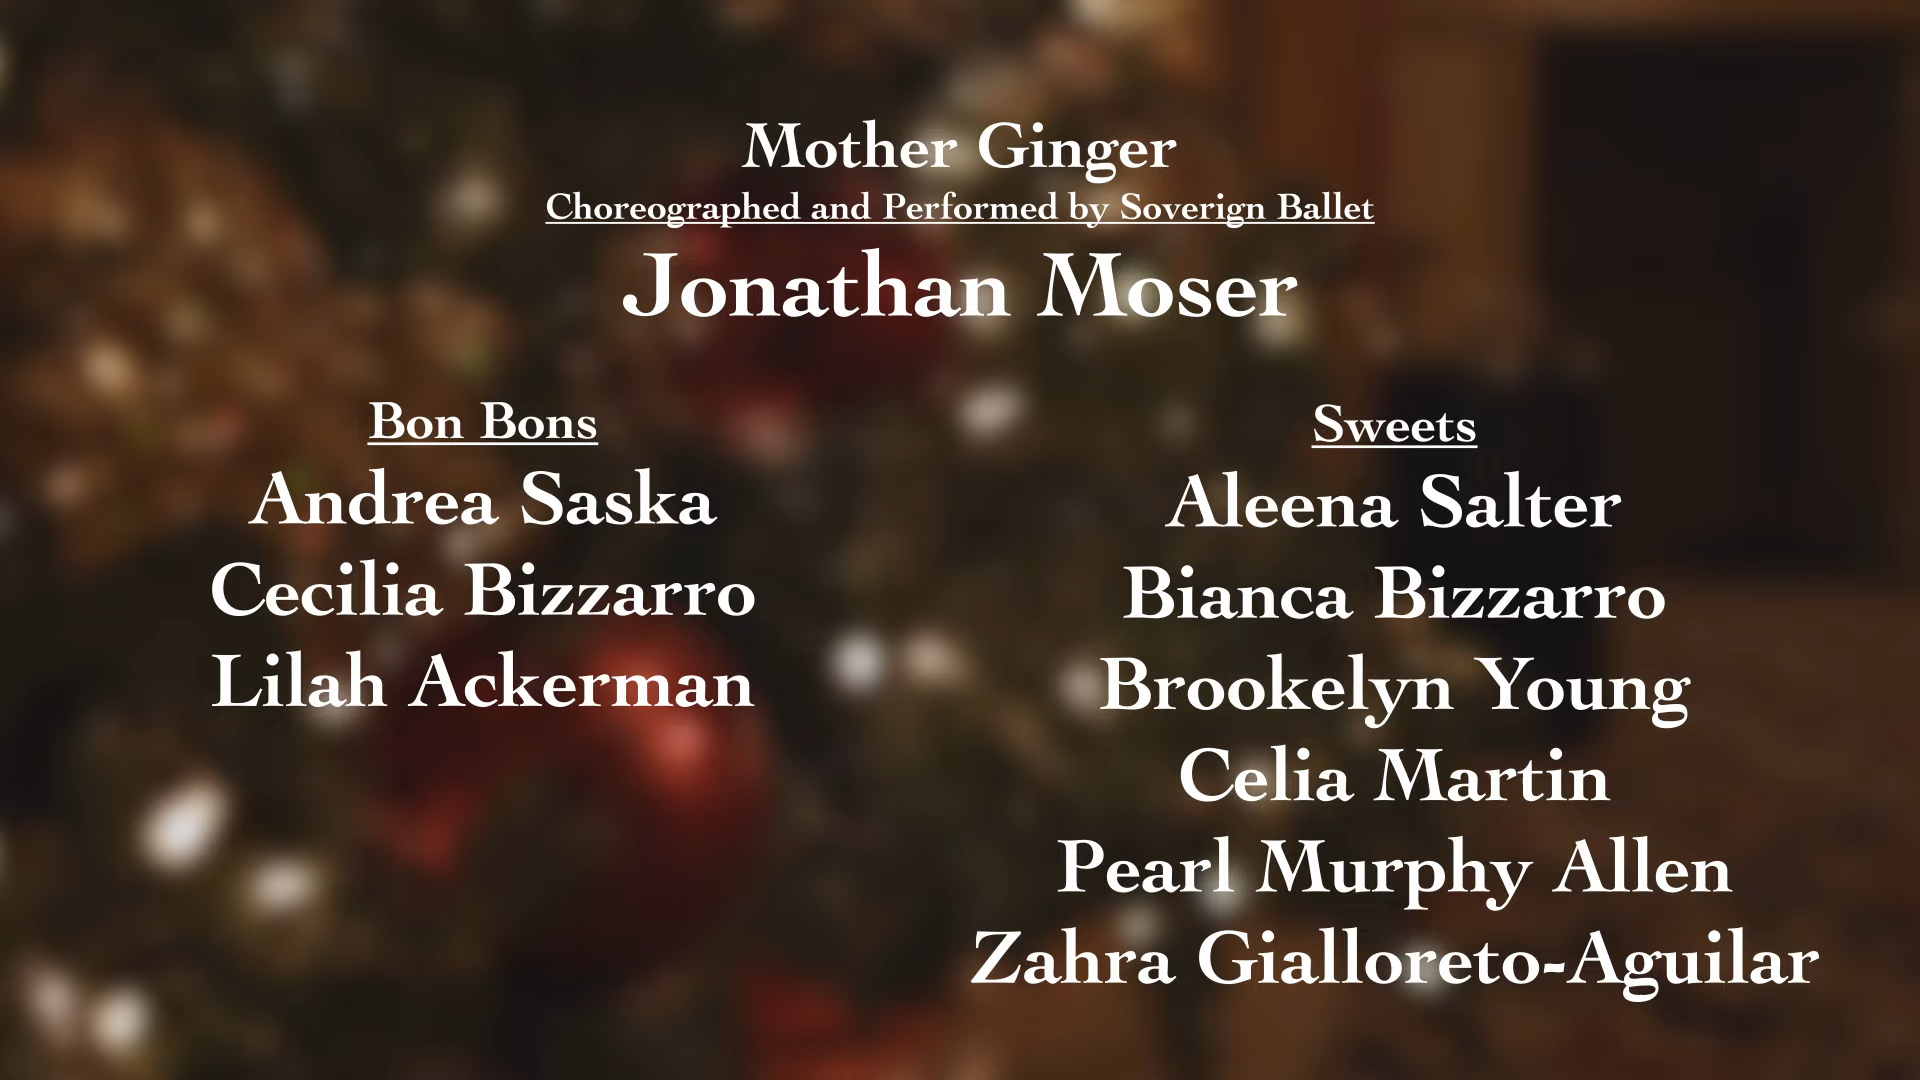 Mother Ginger
Choreographed and Performed by Soverign Ballet
Jonathan Moser
Bon Bons
Andrea Saska
Cecilia Bizzarro
Lilah Ackerman
Sweets
Aleena Salter
Bianca Bizzarro
Brookelyn Young
Celia Martin
Pearl Murphy Allen
Zahra Gialloreto-Aguilar